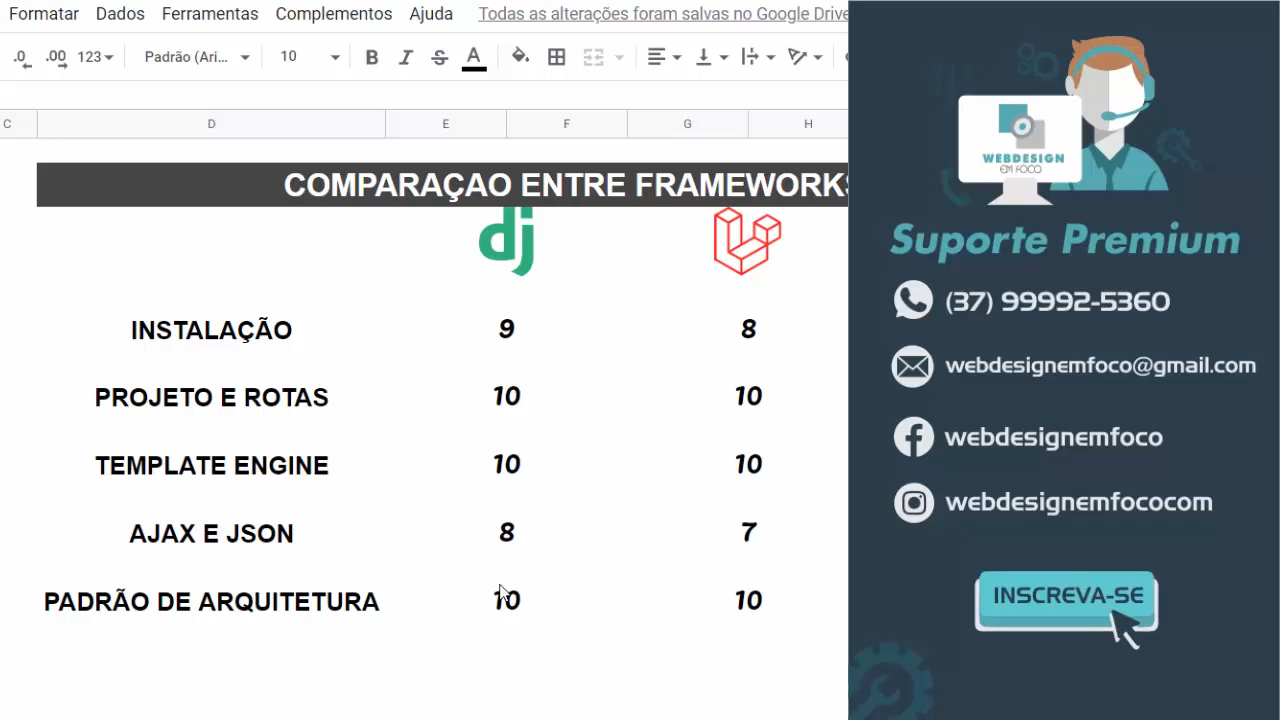 Formatar Dados Ferramentas Complementos Ajuda Todas as alterações foram salvas no Google Drive
.0 .00 123 Padrão (Ari... 10 B I S A
C D E F G H
COMPARAÇAO ENTRE FRAMEWORKS
dj
INSTALAÇÃO 9 8
PROJETO E ROTAS 10 10
TEMPLATE ENGINE 10 10
AJAX E JSON 8 7
PADRÃO DE ARQUITETURA 10 10
WEBDESIGN
EM FOCO
Suporte Premium
(37) 99992-5360
webdesignemfoco@gmail.com
webdesignemfoco
webdesignemfococom
INSCREVA-SE